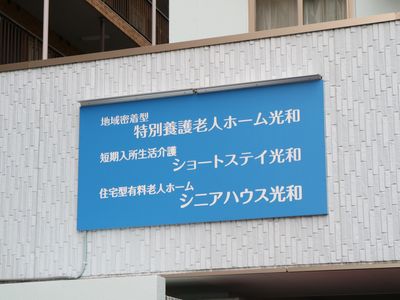 地域密着型
特別養護老人ホーム光和
短期入所生活介護
ショートステイ光和
住宅型有料老人ホーム
シニアハウス光和